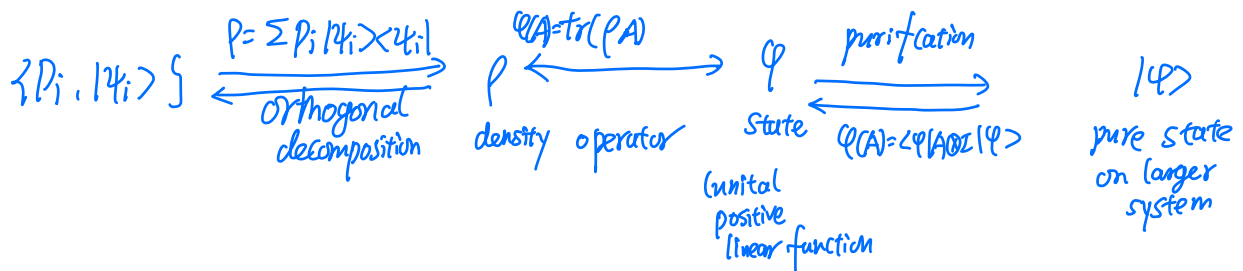 {Pi, |ψi>}
ρ = Σ Pi |ψi><ψi|
orthogonal
decomposition
ρ
density operator
φ(A)=tr(ρA)
φ
state
(unital
positive
linear function
purification
φ(A)=<φ|A⊗I|φ>
|φ>
pure state
on larger
system